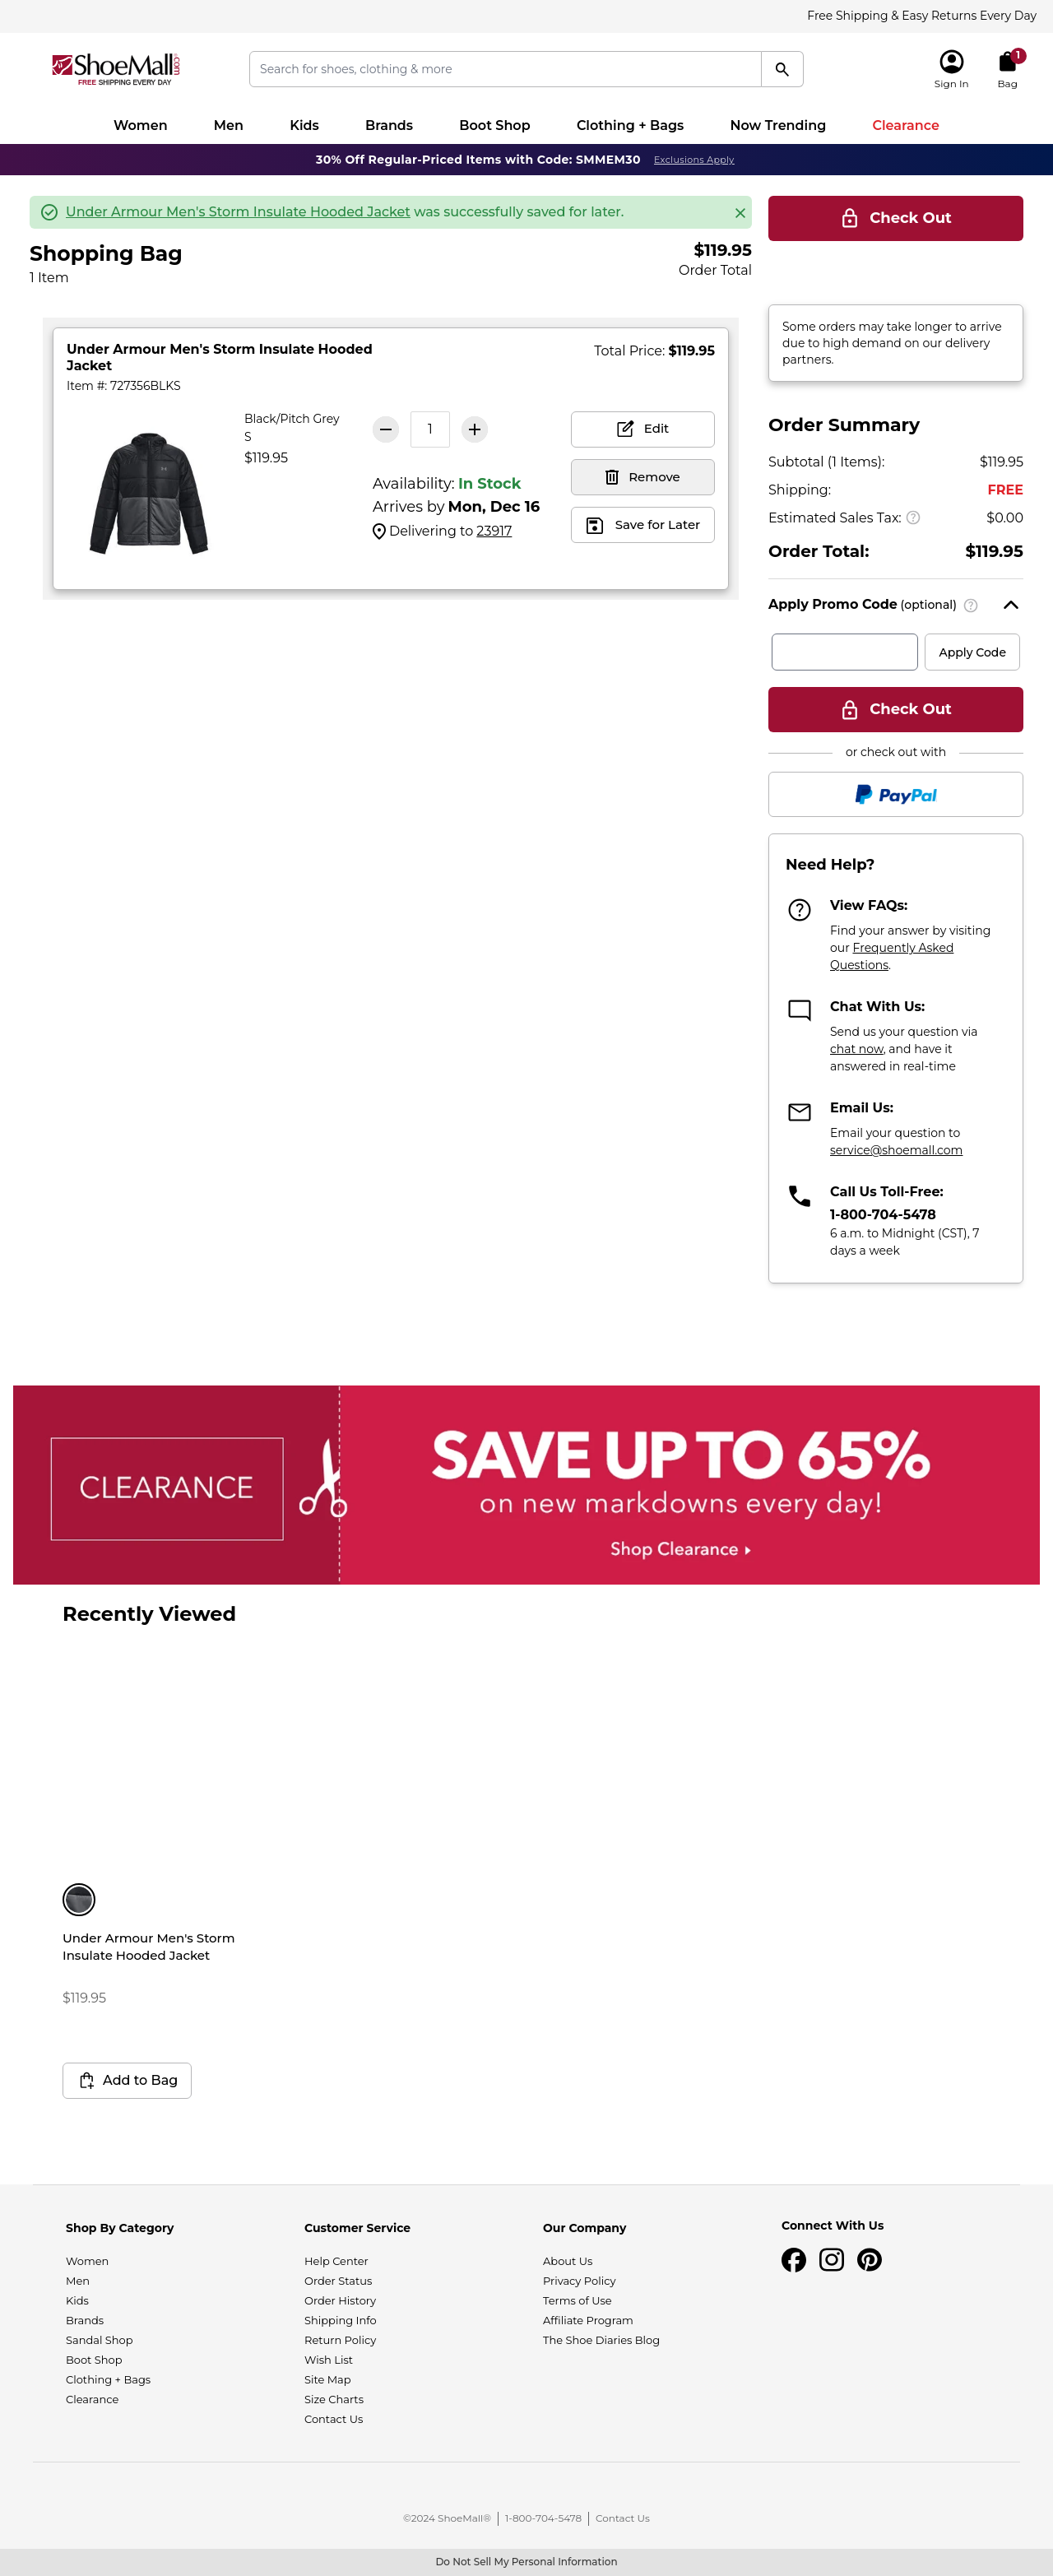 Free Shipping & Easy Returns Every Day
ShoeMall.com
FREE SHIPPING EVERY DAY
Search for shoes, clothing & more
Sign In
1
Bag
Women Men Kids Brands Boot Shop Clothing + Bags Now Trending Clearance
30% Off Regular-Priced Items with Code: SMMEM30 Exclusions Apply
Under Armour Men's Storm Insulate Hooded Jacket was successfully saved for later.
Check Out
Shopping Bag
1 Item
$119.95
Order Total
Some orders may take longer to arrive
due to high demand on our delivery
partners.
Under Armour Men's Storm Insulate Hooded
Jacket
Item #: 727356BLKS
Total Price: $119.95
Black/Pitch Grey
S
$119.95
1
Availability: In Stock
Arrives by Mon, Dec 16
Delivering to 23917
Edit
Remove
Save for Later
Order Summary
Subtotal (1 Items): $119.95
Shipping: FREE
Estimated Sales Tax: $0.00
Order Total: $119.95
Apply Promo Code (optional)
Apply Code
Check Out
or check out with
PayPal
Need Help?
View FAQs:
Find your answer by visiting
our Frequently Asked
Questions.
Chat With Us:
Send us your question via
chat now, and have it
answered in real-time
Email Us:
Email your question to
service@shoemall.com
Call Us Toll-Free:
1-800-704-5478
6 a.m. to Midnight (CST), 7
days a week
CLEARANCE
SAVE UP TO 65%
on new markdowns every day!
Shop Clearance
Recently Viewed
Under Armour Men's Storm
Insulate Hooded Jacket
$119.95
Add to Bag
Shop By Category
Women
Men
Kids
Brands
Sandal Shop
Boot Shop
Clothing + Bags
Clearance
Customer Service
Help Center
Order Status
Order History
Shipping Info
Return Policy
Wish List
Site Map
Size Charts
Contact Us
Our Company
About Us
Privacy Policy
Terms of Use
Affiliate Program
The Shoe Diaries Blog
Connect With Us
©2024 ShoeMall® 1-800-704-5478 Contact Us
Do Not Sell My Personal Information